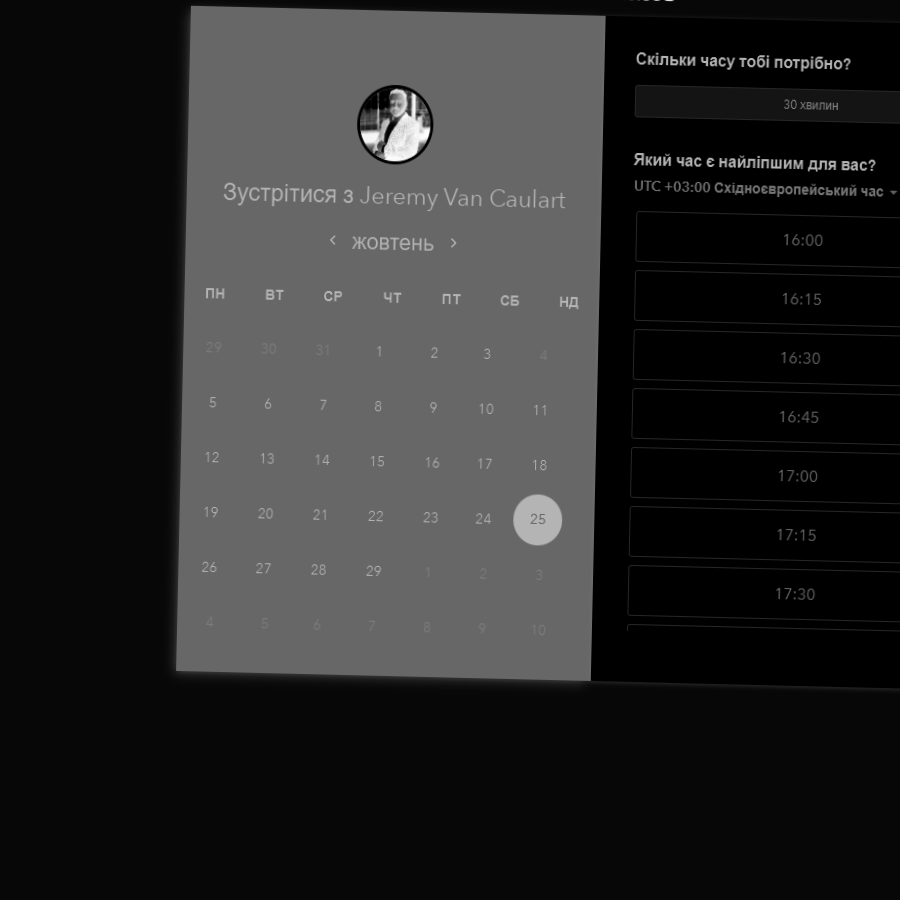 Зустрітися з Jeremy Van Caulart
жовтень
ПН ВТ СР ЧТ ПТ СБ НД
29 30 31 1 2 3 4
5 6 7 8 9 10 11
12 13 14 15 16 17 18
19 20 21 22 23 24 25
26 27 28 29 1 2 3
4 5 6 7 8 9 10
Скільки часу тобі потрібно?
30 хвилин
Який час є найліпшим для вас?
UTC +03:00 Східноєвропейський час
16:00
16:15
16:30
16:45
17:00
17:15
17:30